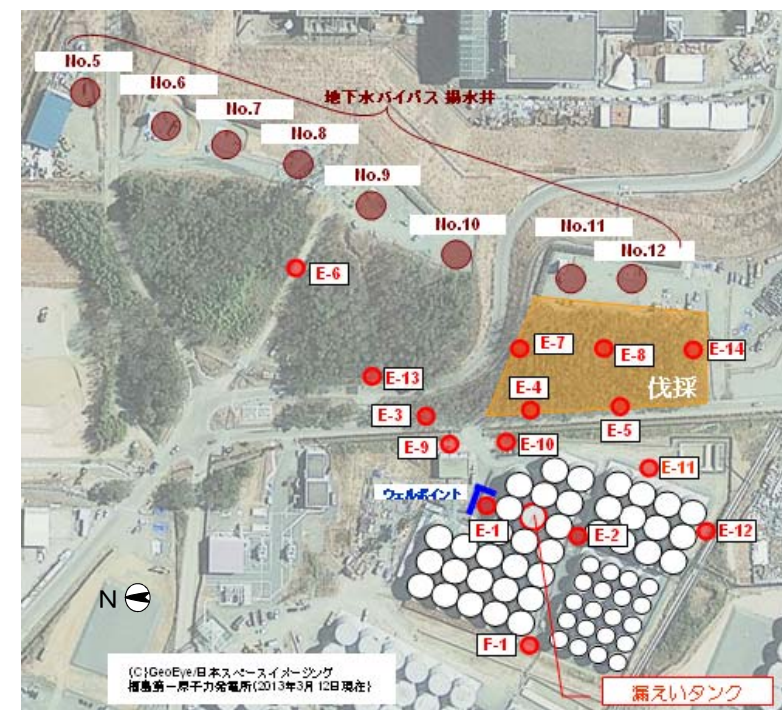 No.5
No.6
No.7
No.8
地下水バイパス 揚水井
No.9
No.10
No.11
No.12
E-6
E-7
E-8
E-14
E-13
伐採
E-4
E-3
E-5
E-9
E-10
E-11
ウェルポイント
E-1
E-2
E-12
N
F-1
(C)GeoEye/日本スペースイメージング
福島第一原子力発電所(2013年3月12日現在)
漏えいタンク